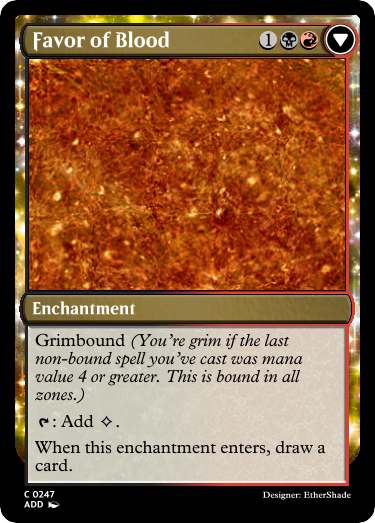 Favor of Blood 1
Enchantment
Grimbound (You're grim if the last
non-bound spell you've cast was mana
value 4 or greater. This is bound in all
zones.)
: Add .
When this enchantment enters, draw a
card.
C 0247
ADD
Designer: EtherShade